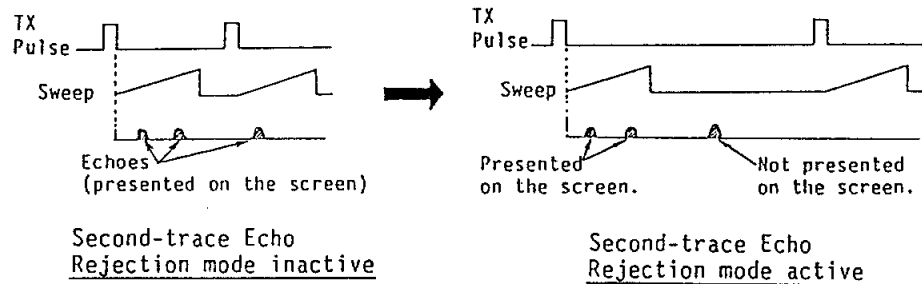 TX
Pulse
Sweep
Echoes
(presented on the screen)
Second-trace Echo
Rejection mode inactive
TX
Pulse
Sweep
Presented
on the screen.
Not presented
on the screen.
Second-trace Echo
Rejection mode active